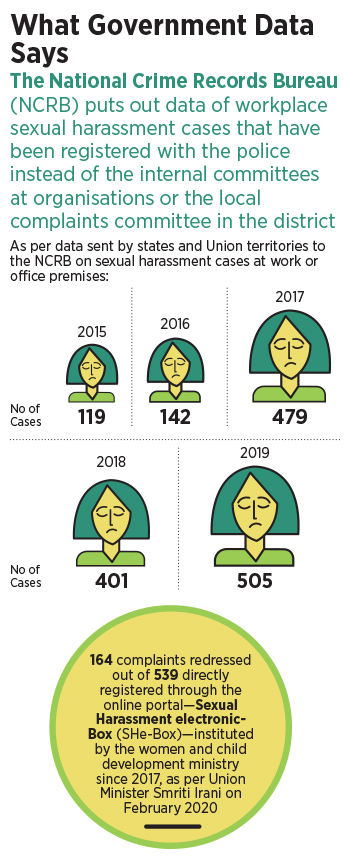 What Government Data
Says
The National Crime Records Bureau
(NCRB) puts out data of workplace
sexual harassment cases that have
been registered with the police
instead of the internal committees
at organisations or the local
complaints committee in the district
As per data sent by states and Union territories to
the NCRB on sexual harassment cases at work or
office premises:
2015
2016
2017
No of
Cases
119
142
479
2018
2019
No of
Cases
401
505
164 complaints redressed
out of 539 directly
registered through the
online portal—Sexual
Harassment electronic-
Box (SHe-Box)—instituted
by the women and child
development ministry
since 2017, as per Union
Minister Smriti Irani on
February 2020